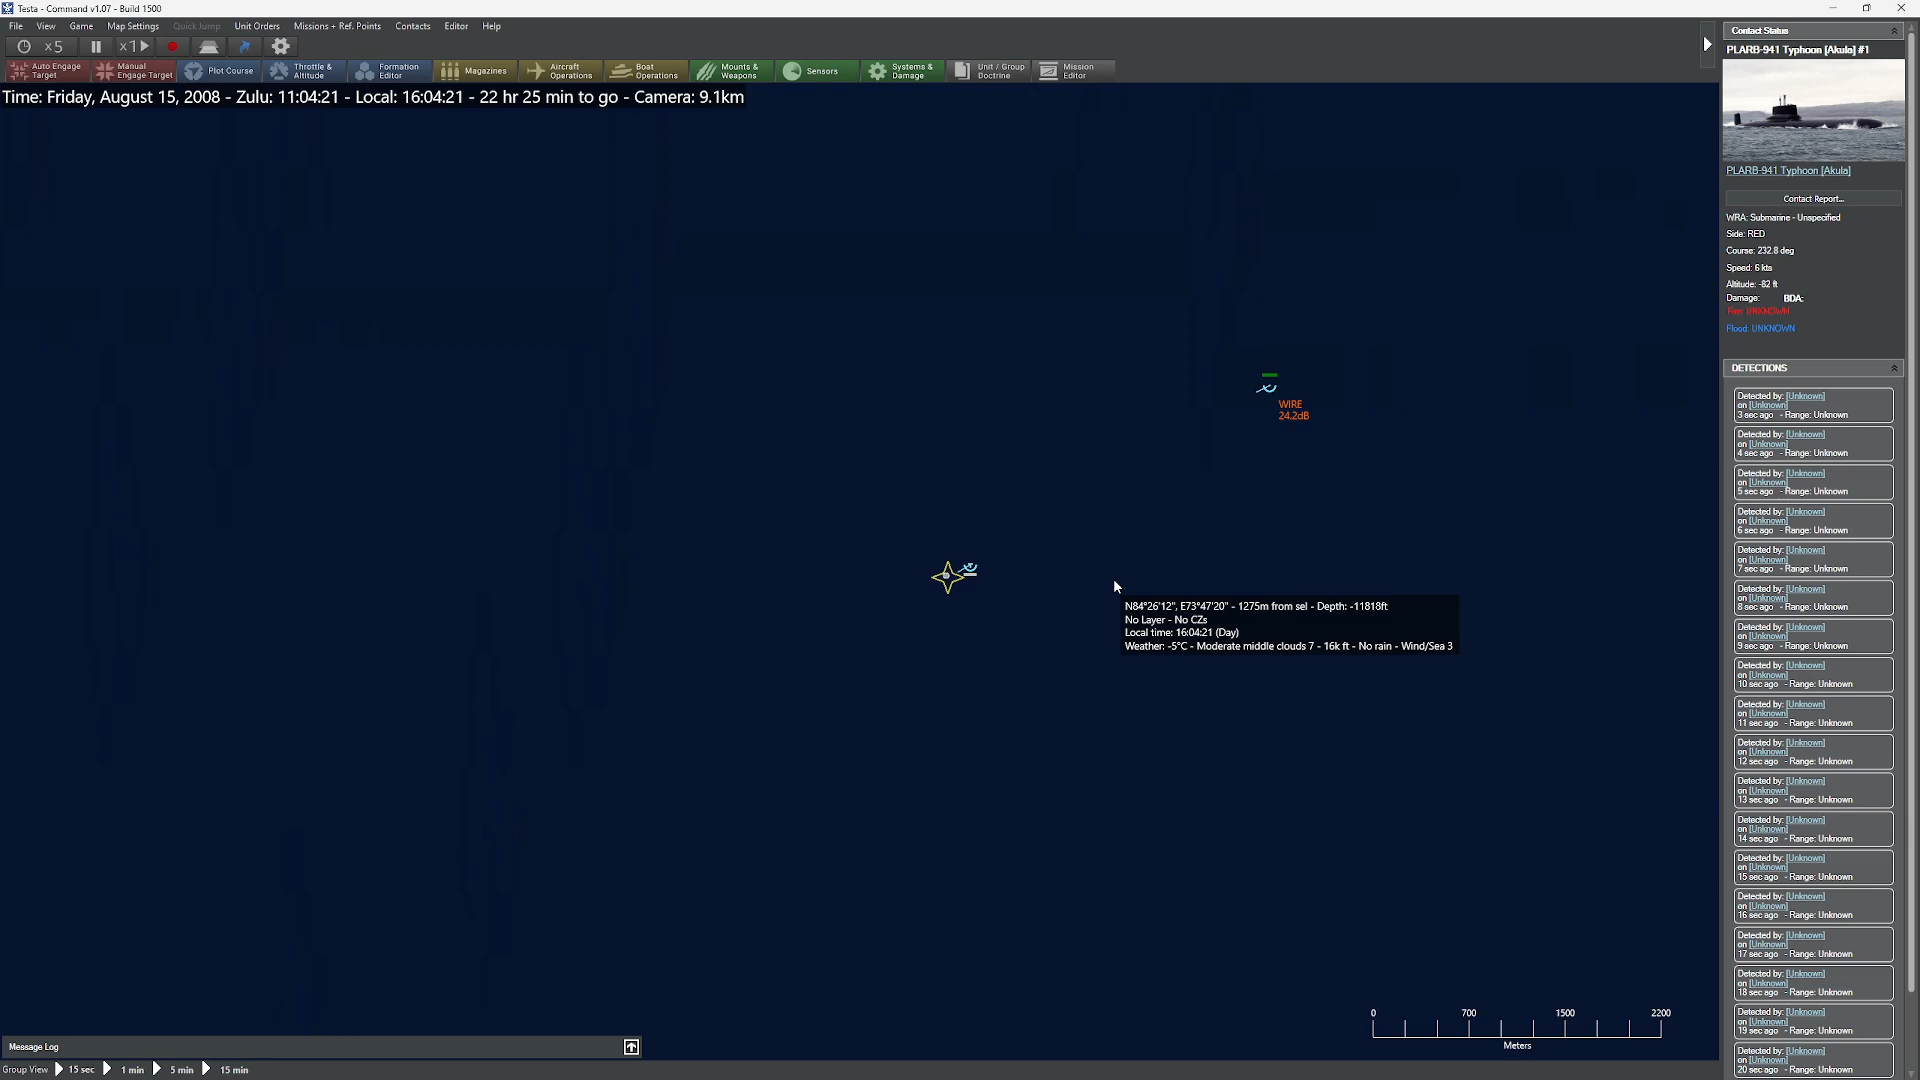 Testa - Command v1.07 - Build 1500
File View Game Map Settings Quick Jump Unit Orders Missions + Ref. Points Contacts Editor Help
x5 x1
Auto Engage Target
Manual Engage Target
Plot Course
Throttle & Altitude
Formation Editor
Magazines
Aircraft Operations
Boat Operations
Mounts & Weapons
Sensors
Systems & Damage
Unit / Group Doctrine
Mission Editor
Time: Friday, August 15, 2008 - Zulu: 11:04:21 - Local: 16:04:21 - 22 hr 25 min to go - Camera: 9.1km
WIRE
24.2dB
N84°26'12", E73°47'20" - 1275m from sel - Depth: -11818ft
No Layer - No CZs
Local time: 16:04:21 (Day)
Weather: -5°C - Moderate middle clouds 7 - 16k ft - No rain - Wind/Sea 3
0 700 1500 2200
Meters
Message Log
Group View 15 sec 1 min 5 min 15 min
Contact Status
PLARB-941 Typhoon [Akula] #1
PLARB-941 Typhoon [Akula]
Contact Report...
WRA: Submarine - Unspecified
Side: RED
Course: 232.8 deg
Speed: 6 kts
Altitude: -82 ft
Damage: BDA:
Fire: UNKNOWN
Flood: UNKNOWN
DETECTIONS
Detected by: [Unknown]
on [Unknown]
3 sec ago - Range: Unknown
Detected by: [Unknown]
on [Unknown]
4 sec ago - Range: Unknown
Detected by: [Unknown]
on [Unknown]
5 sec ago - Range: Unknown
Detected by: [Unknown]
on [Unknown]
6 sec ago - Range: Unknown
Detected by: [Unknown]
on [Unknown]
7 sec ago - Range: Unknown
Detected by: [Unknown]
on [Unknown]
8 sec ago - Range: Unknown
Detected by: [Unknown]
on [Unknown]
9 sec ago - Range: Unknown
Detected by: [Unknown]
on [Unknown]
10 sec ago - Range: Unknown
Detected by: [Unknown]
on [Unknown]
11 sec ago - Range: Unknown
Detected by: [Unknown]
on [Unknown]
12 sec ago - Range: Unknown
Detected by: [Unknown]
on [Unknown]
13 sec ago - Range: Unknown
Detected by: [Unknown]
on [Unknown]
14 sec ago - Range: Unknown
Detected by: [Unknown]
on [Unknown]
15 sec ago - Range: Unknown
Detected by: [Unknown]
on [Unknown]
16 sec ago - Range: Unknown
Detected by: [Unknown]
on [Unknown]
17 sec ago - Range: Unknown
Detected by: [Unknown]
on [Unknown]
18 sec ago - Range: Unknown
Detected by: [Unknown]
on [Unknown]
19 sec ago - Range: Unknown
Detected by: [Unknown]
on [Unknown]
20 sec ago - Range: Unknown